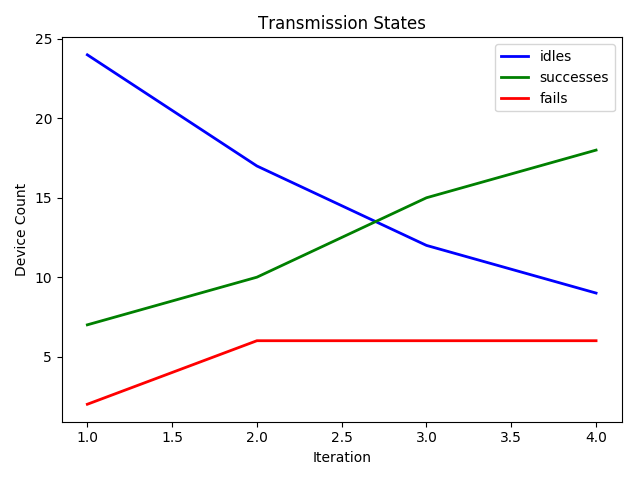 Transmission States
25
20
15
10
5
Device Count
idles
successes
fails
1.0 1.5 2.0 2.5 3.0 3.5 4.0
Iteration